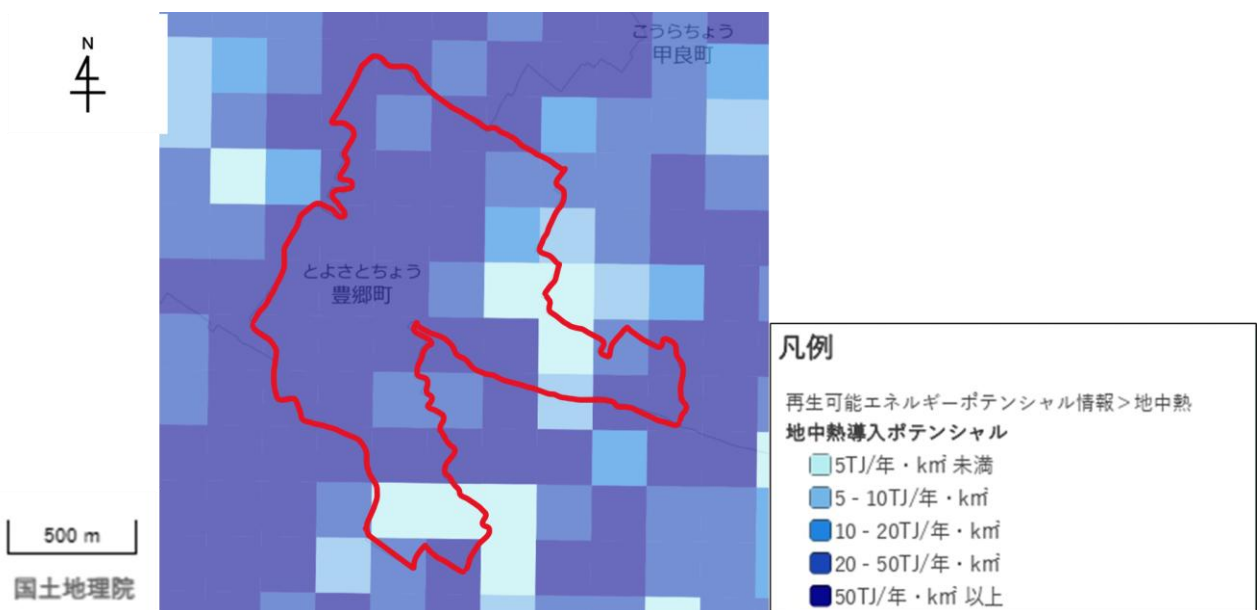 N
こうらちょう
甲良町
とよさとちょう
豊郷町
500 m
国土地理院
凡例
再生可能エネルギーポテンシャル情報>地中熱
地中熱導入ポテンシャル
5TJ/年・k㎡ 未満
5 - 10TJ/年・k㎡
10 - 20TJ/年・k㎡
20 - 50TJ/年・k㎡
50TJ/年・k㎡ 以上